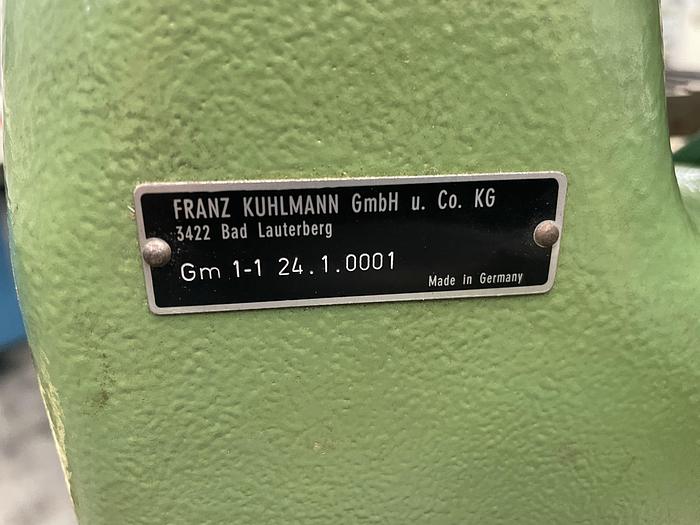 FRANZ KUHLMANN GmbH u. Co. KG
3422 Bad Lauterberg
Gm 1-1 24.1.0001
Made in Germany